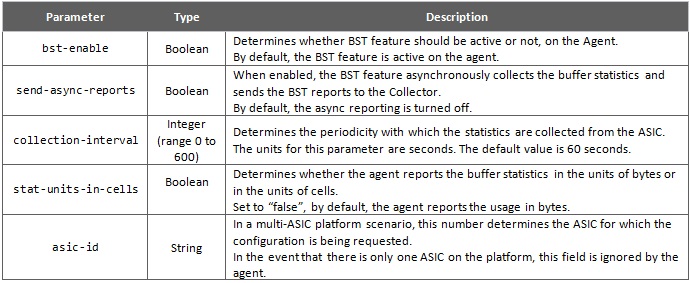 Parameter Type Description
bst-enable Boolean Determines whether BST feature should be active or not, on the Agent.
By default, the BST feature is active on the agent.
send-async-reports Boolean When enabled, the BST feature asynchronously collects the buffer statistics and
sends the BST reports to the Collector.
By default, the async reporting is turned off.
collection-interval Integer
(range 0 to
600)
Determines the periodicity with which the statistics are collected from the ASIC.
The units for this parameter are seconds. The default value is 60 seconds.
stat-units-in-cells Boolean Determines whether the agent reports the buffer statistics in the units of bytes or
in the units of cells.
Set to “false”, by default, the agent reports the usage in bytes.
asic-id String In a multi-ASIC platform scenario, this number determines the ASIC for which the
configuration is being requested.
In the event that there is only one ASIC on the platform, this field is ignored by the
agent.